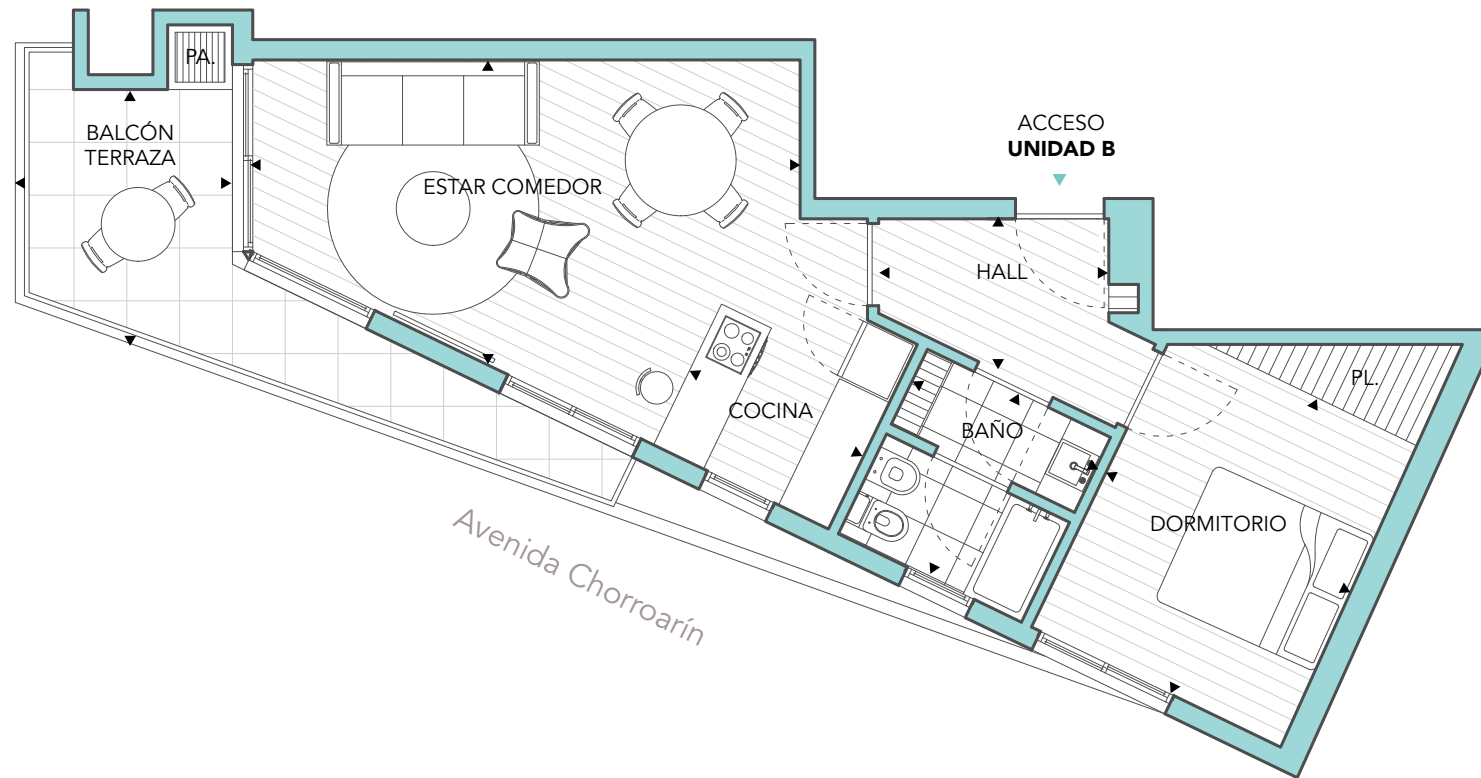 PA.
BALCÓN
TERRAZA
ESTAR COMEDOR
ACCESO
UNIDAD B
HALL
PL.
COCINA
BAÑO
DORMITORIO
Avenida Chorroarín